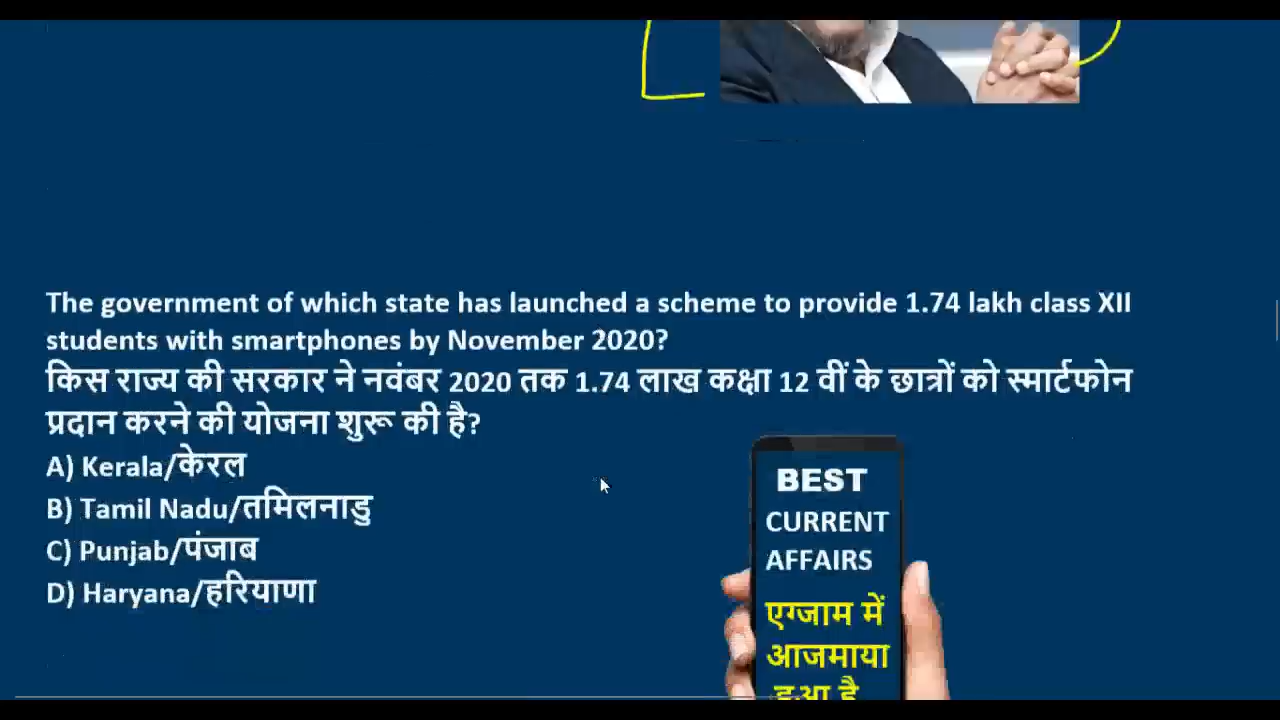 The government of which state has launched a scheme to provide 1.74 lakh class XII
students with smartphones by November 2020?
किस राज्य की सरकार ने नवंबर 2020 तक 1.74 लाख कक्षा 12 वीं के छात्रों को स्मार्टफोन
प्रदान करने की योजना शुरू की है?
A) Kerala/केरल
B) Tamil Nadu/तमिलनाडु
C) Punjab/पंजाब
D) Haryana/हरियाणा
BEST
CURRENT
AFFAIRS
एग्जाम में
आजमाया
हुआ है